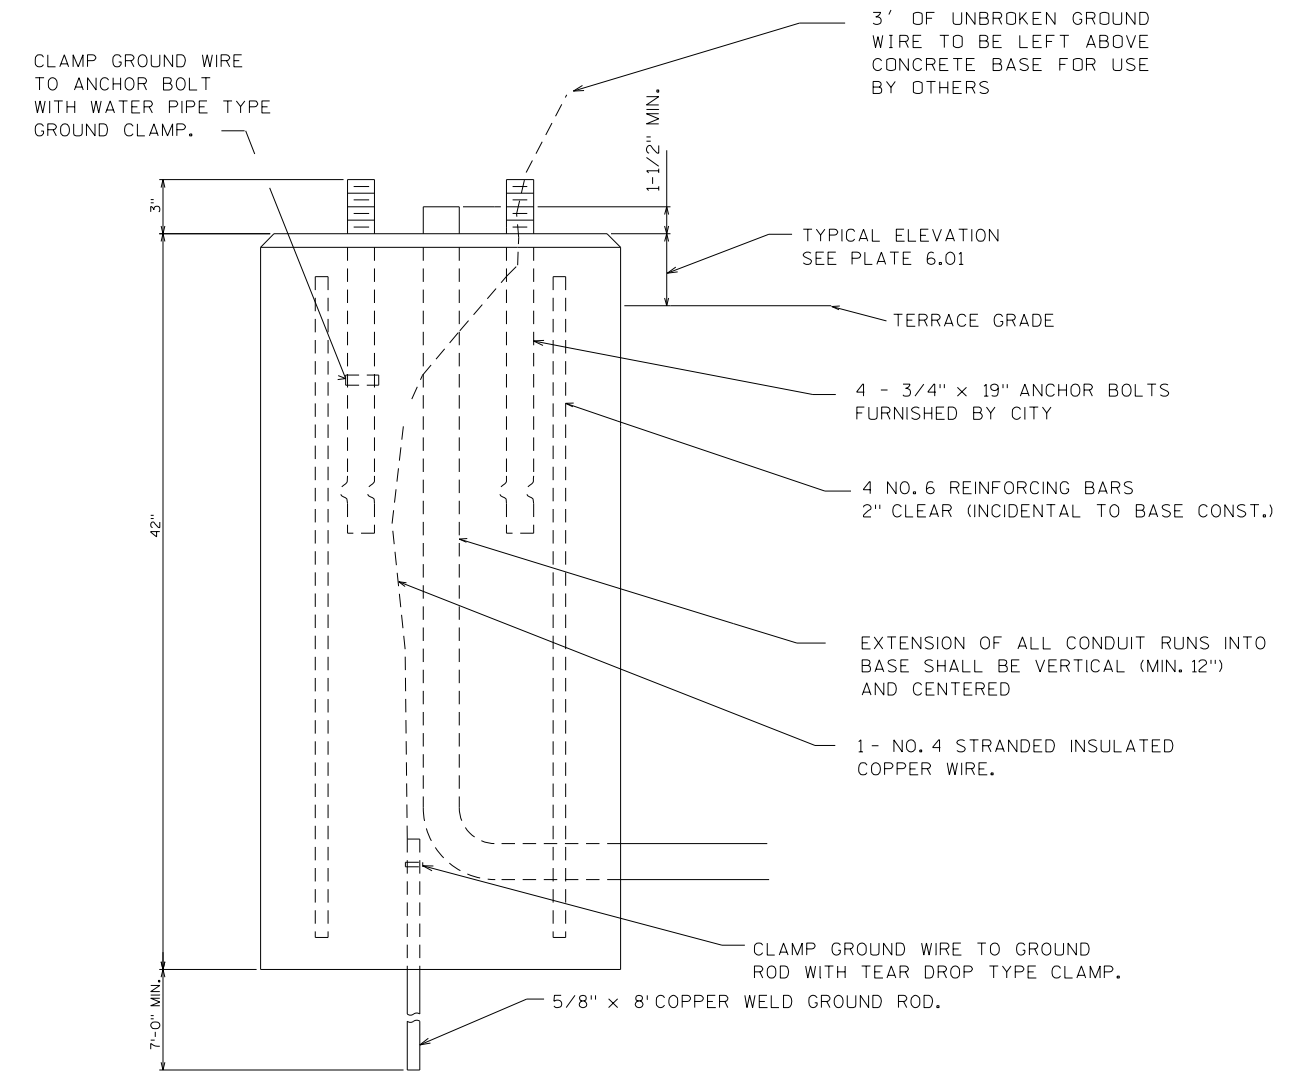 3' OF UNBROKEN GROUND
WIRE TO BE LEFT ABOVE
CONCRETE BASE FOR USE
BY OTHERS
CLAMP GROUND WIRE
TO ANCHOR BOLT
WITH WATER PIPE TYPE
GROUND CLAMP.
1-1/2" MIN.
3"
TYPICAL ELEVATION
SEE PLATE 6.01
TERRACE GRADE
4 - 3/4" x 19" ANCHOR BOLTS
FURNISHED BY CITY
4 NO. 6 REINFORCING BARS
2" CLEAR (INCIDENTAL TO BASE CONST.)
42"
EXTENSION OF ALL CONDUIT RUNS INTO
BASE SHALL BE VERTICAL (MIN. 12")
AND CENTERED
1 - NO. 4 STRANDED INSULATED
COPPER WIRE.
CLAMP GROUND WIRE TO GROUND
ROD WITH TEAR DROP TYPE CLAMP.
5/8" x 8' COPPER WELD GROUND ROD.
7'-0" MIN.